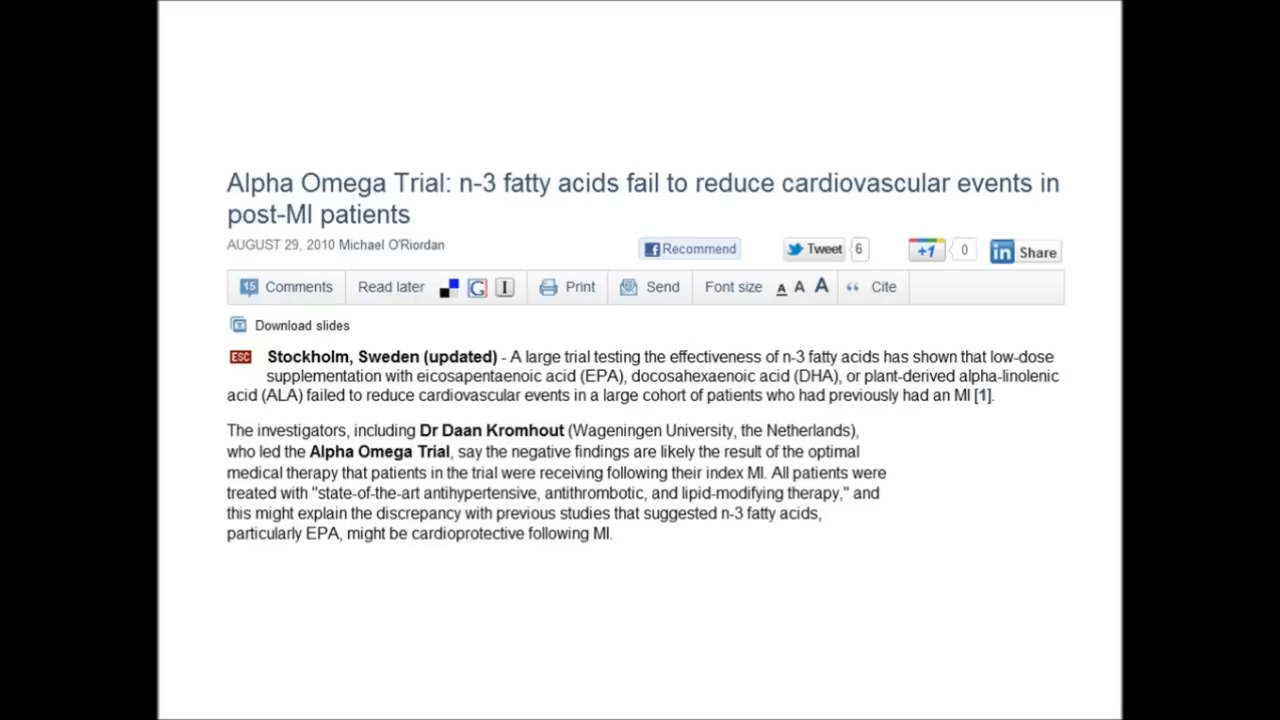 Alpha Omega Trial: n-3 fatty acids fail to reduce cardiovascular events in
post-MI patients
AUGUST 29, 2010 Michael O'Riordan
Recommend
Tweet 6
+1 0
in Share
15 Comments
Read later
G
I
Print
Send
Font size A A A
Cite
Download slides
ESC Stockholm, Sweden (updated) - A large trial testing the effectiveness of n-3 fatty acids has shown that low-dose
supplementation with eicosapentaenoic acid (EPA), docosahexaenoic acid (DHA), or plant-derived alpha-linolenic
acid (ALA) failed to reduce cardiovascular events in a large cohort of patients who had previously had an MI [1].
The investigators, including Dr Daan Kromhout (Wageningen University, the Netherlands),
who led the Alpha Omega Trial, say the negative findings are likely the result of the optimal
medical therapy that patients in the trial were receiving following their index MI. All patients were
treated with "state-of-the-art antihypertensive, antithrombotic, and lipid-modifying therapy," and
this might explain the discrepancy with previous studies that suggested n-3 fatty acids,
particularly EPA, might be cardioprotective following MI.